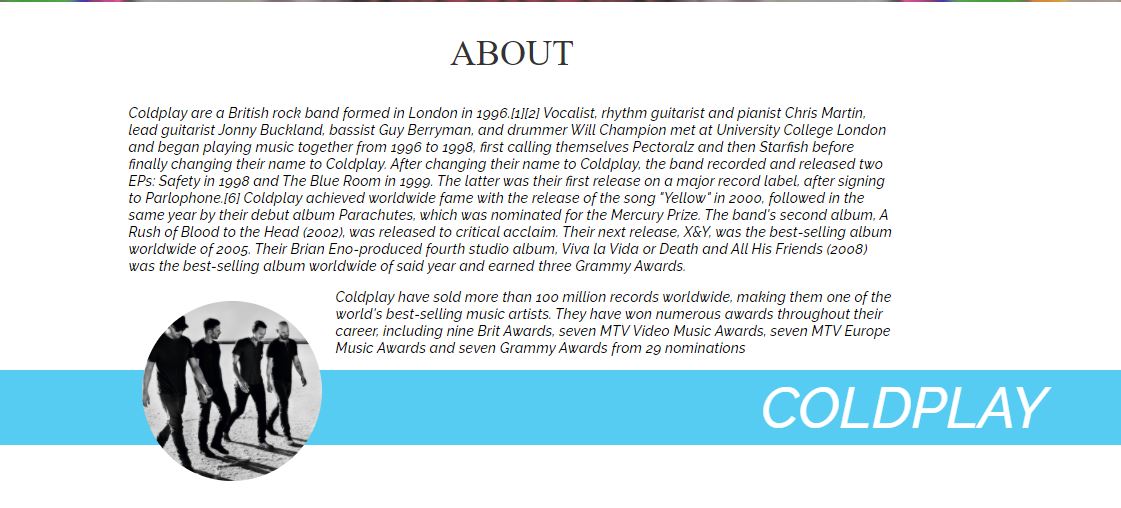 ABOUT
Coldplay are a British rock band formed in London in 1996.[1][2] Vocalist, rhythm guitarist and pianist Chris Martin,
lead guitarist Jonny Buckland, bassist Guy Berryman, and drummer Will Champion met at University College London
and began playing music together from 1996 to 1998, first calling themselves Pectoralz and then Starfish before
finally changing their name to Coldplay. After changing their name to Coldplay, the band recorded and released two
EPs: Safety in 1998 and The Blue Room in 1999. The latter was their first release on a major record label, after signing
to Parlophone.[6] Coldplay achieved worldwide fame with the release of the song "Yellow" in 2000, followed in the
same year by their debut album Parachutes, which was nominated for the Mercury Prize. The band's second album, A
Rush of Blood to the Head (2002), was released to critical acclaim. Their next release, X&Y, was the best-selling album
worldwide of 2005. Their Brian Eno-produced fourth studio album, Viva la Vida or Death and All His Friends (2008)
was the best-selling album worldwide of said year and earned three Grammy Awards.
Coldplay have sold more than 100 million records worldwide, making them one of the
world's best-selling music artists. They have won numerous awards throughout their
career, including nine Brit Awards, seven MTV Video Music Awards, seven MTV Europe
Music Awards and seven Grammy Awards from 29 nominations
COLDPLAY